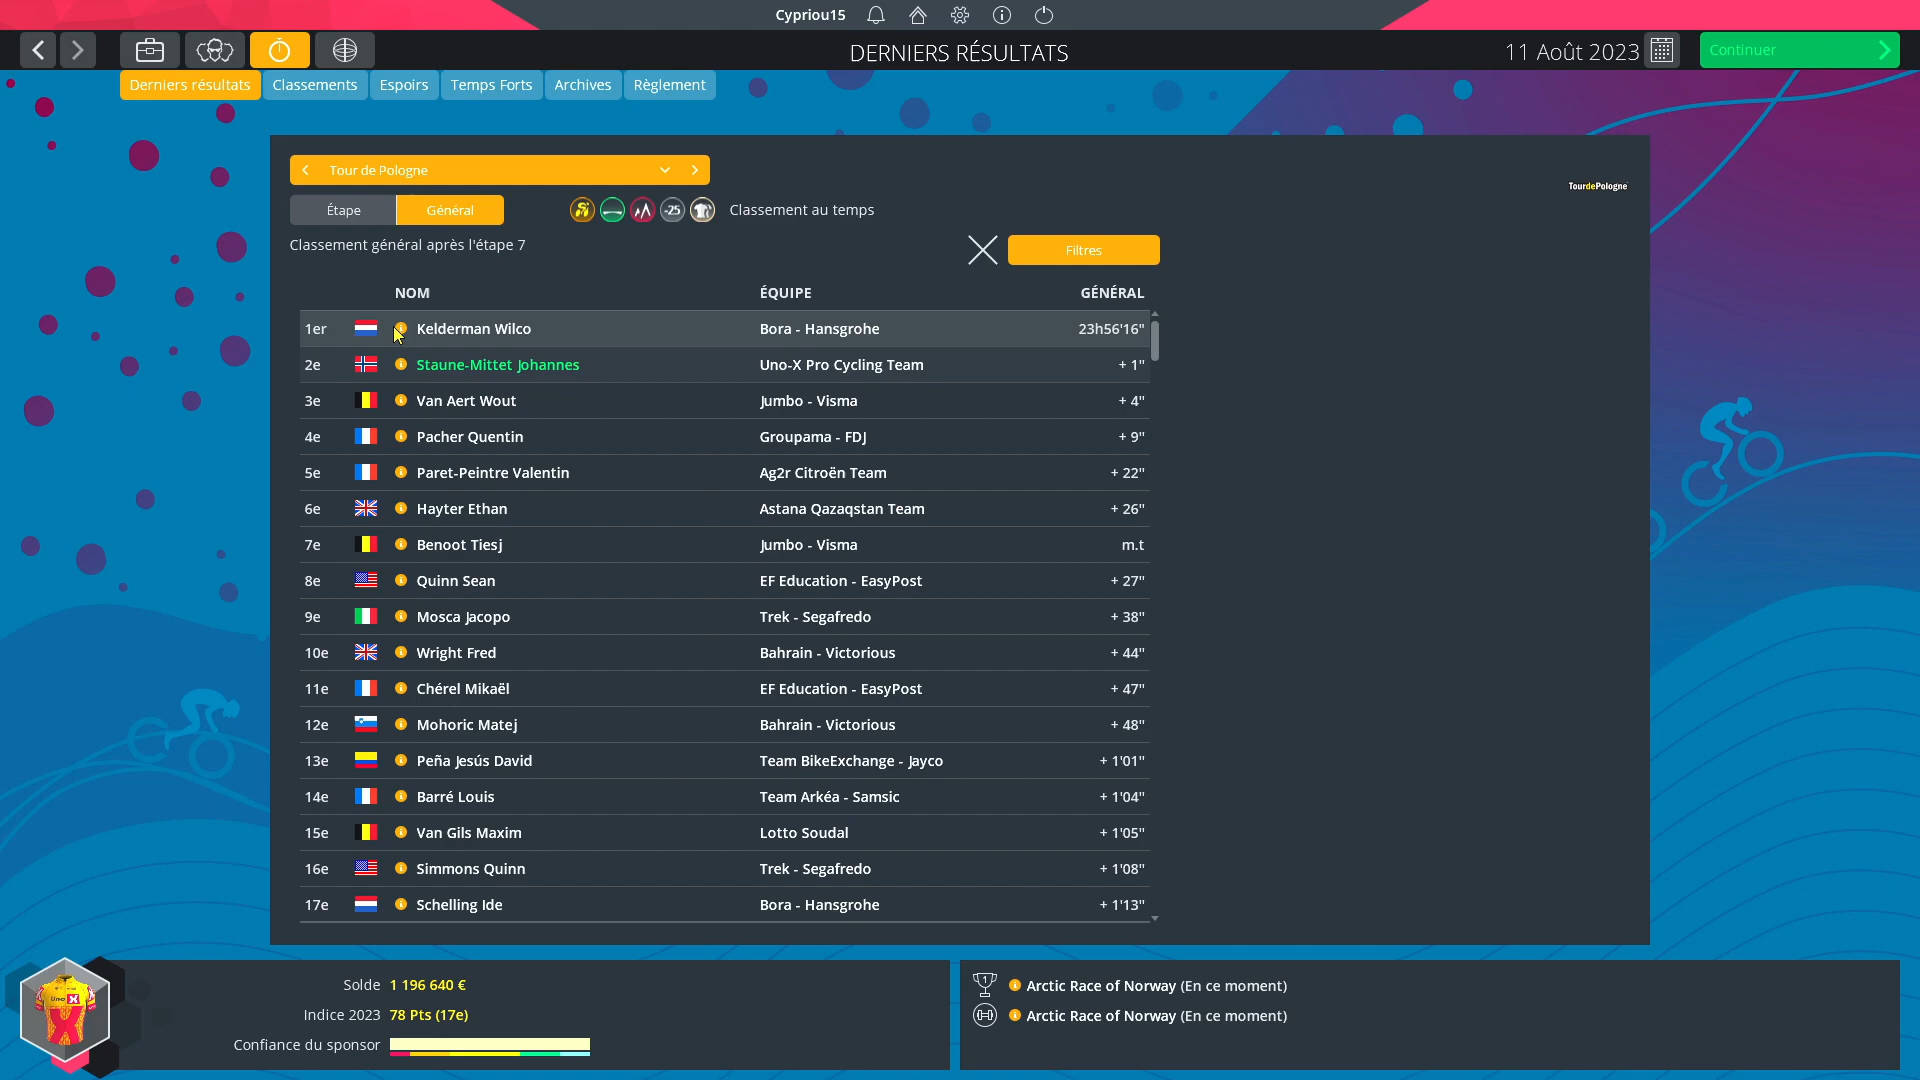 Cypriou15
DERNIERS RÉSULTATS
11 Août 2023
Continuer
Derniers résultats
Classements
Espoirs
Temps Forts
Archives
Règlement
Tour de Pologne
TourdePologne
Étape
Général
-25
Classement au temps
Classement général après l'étape 7
Filtres
NOM ÉQUIPE GÉNÉRAL
1er Kelderman Wilco Bora - Hansgrohe 23h56'16''
2e Staune-Mittet Johannes Uno-X Pro Cycling Team + 1''
3e Van Aert Wout Jumbo - Visma + 4''
4e Pacher Quentin Groupama - FDJ + 9''
5e Paret-Peintre Valentin Ag2r Citroën Team + 22''
6e Hayter Ethan Astana Qazaqstan Team + 26''
7e Benoot Tiesj Jumbo - Visma m.t
8e Quinn Sean EF Education - EasyPost + 27''
9e Mosca Jacopo Trek - Segafredo + 38''
10e Wright Fred Bahrain - Victorious + 44''
11e Chérel Mikaël EF Education - EasyPost + 47''
12e Mohoric Matej Bahrain - Victorious + 48''
13e Peña Jesús David Team BikeExchange - Jayco + 1'01''
14e Barré Louis Team Arkéa - Samsic + 1'04''
15e Van Gils Maxim Lotto Soudal + 1'05''
16e Simmons Quinn Trek - Segafredo + 1'08''
17e Schelling Ide Bora - Hansgrohe + 1'13''
Uno X
Solde 1 196 640 €
Indice 2023 78 Pts (17e)
Confiance du sponsor
1 Arctic Race of Norway (En ce moment)
Arctic Race of Norway (En ce moment)